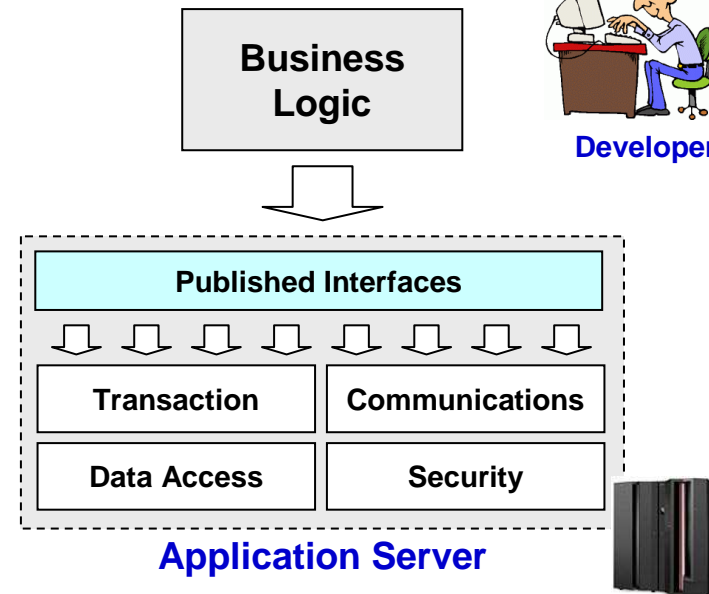 Business
Logic
Developer
Published Interfaces
Transaction
Communications
Data Access
Security
Application Server